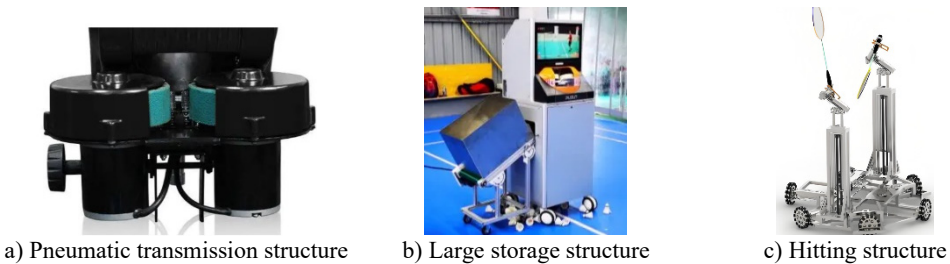 a) Pneumatic transmission structure
b) Large storage structure
c) Hitting structure